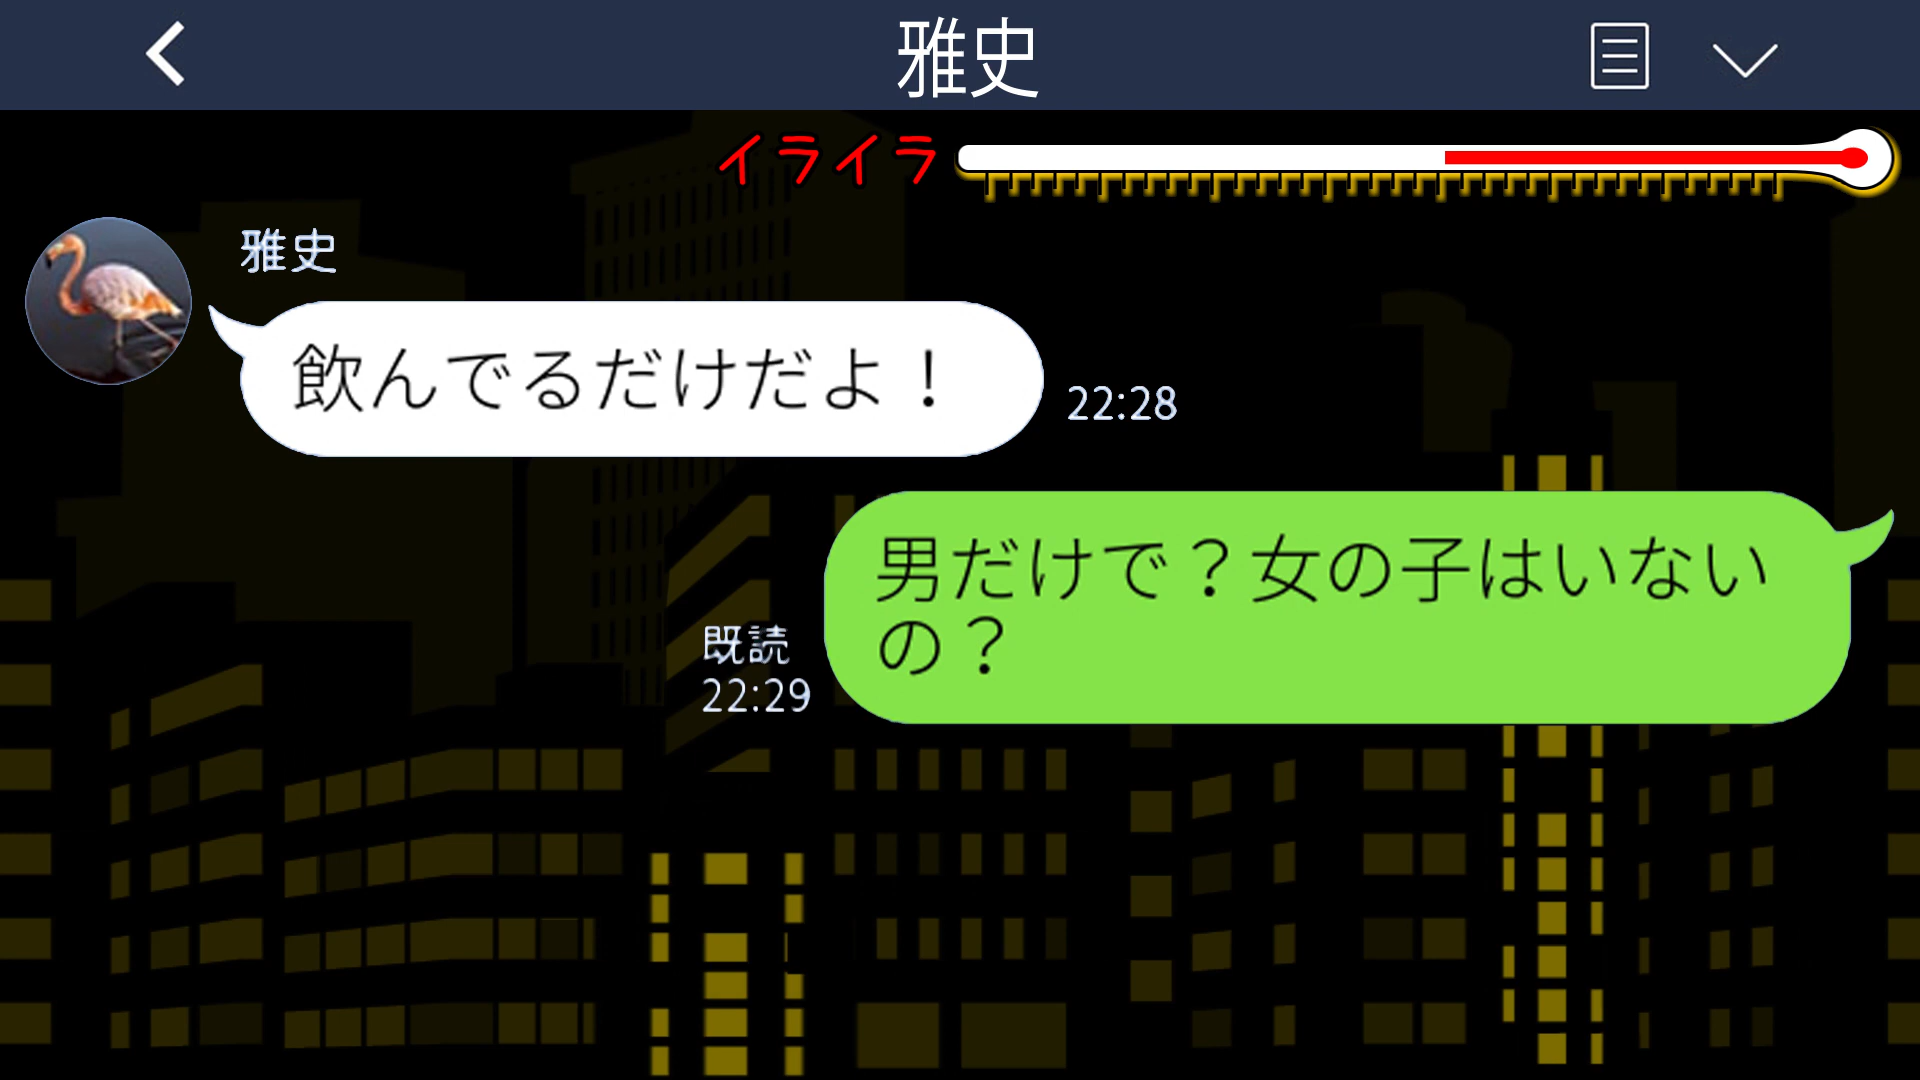 雅史
イライラ
雅史
飲んでるだけだよ！
22:28
男だけで？女の子はいない
の？
既読
22:29